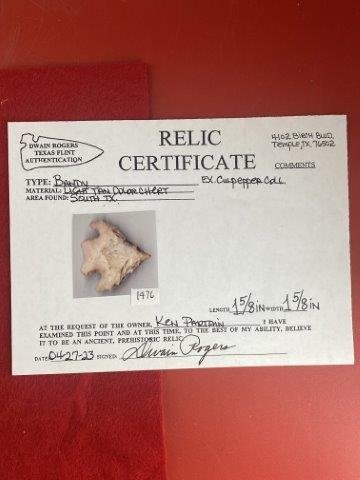 DWAIN ROGERS
TEXAS FLINT
AUTHENTICATION
RELIC
CERTIFICATE
4102 BIRTH BLVD,
TEMPLE, TX, 76502
COMMENTS
TYPE: BANDY
EX. CULPEPPER COLL
MATERIAL: LIGHT TAN COLOR CHERT
AREA FOUND: SOUTH TX.
1476
LENGTH 1 5/8 IN WIDTH 1 5/8 IN
AT THE REQUEST OF THE OWNER, KEN PARTAIN I HAVE
EXAMINED THIS POINT AND AT THIS TIME, TO THE BEST OF MY ABILITY, BELIEVE
IT TO BE AN ANCIENT, PREHISTORIC RELIC.
DATE: 04-27-23 SIGNED: Dwain Rogers